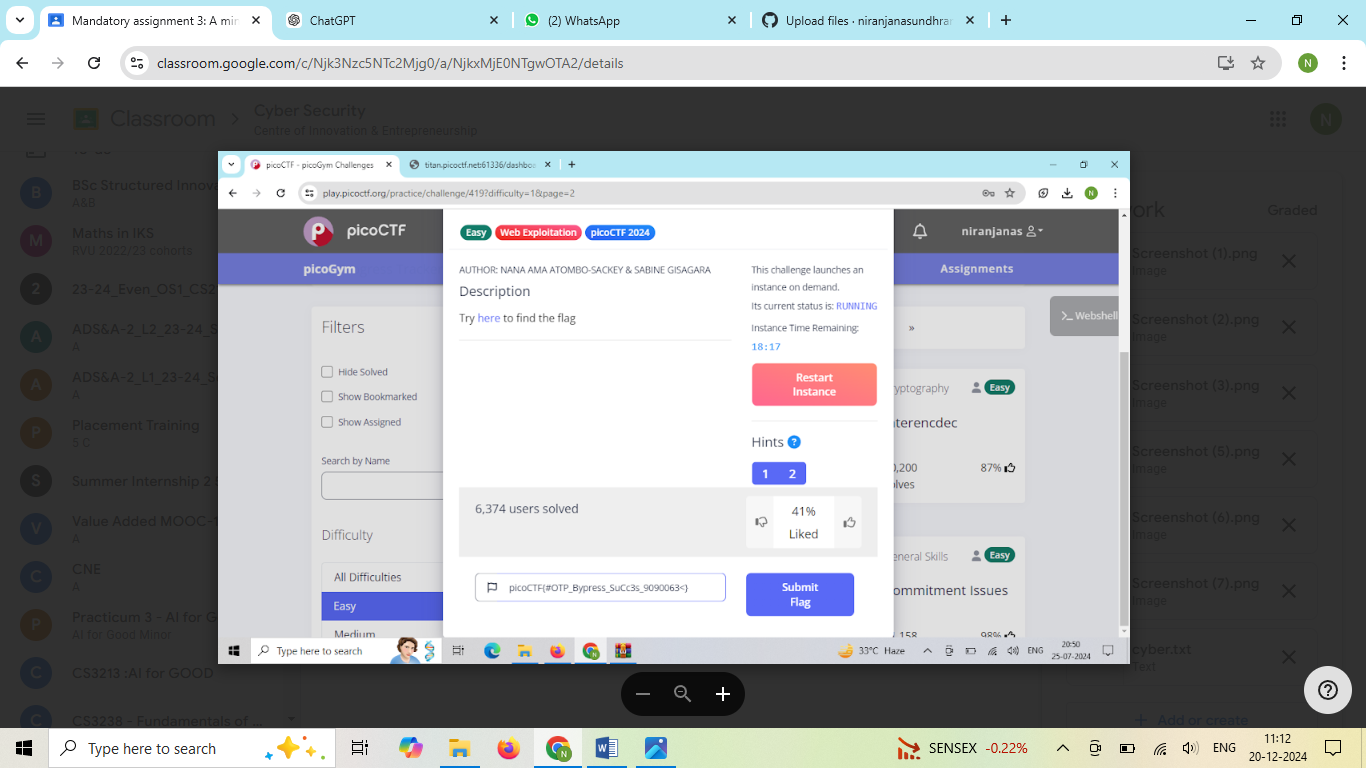 Mandatory assignment 3: A mir
ChatGPT
(2) WhatsApp
Upload files · niranjanasundhrar
classroom.google.com/c/Njk3Nzc5NTc2Mjg0/a/NjkxMjE0NTgwOTA2/details
N
Classroom
Cyber Security
Centre of Innovation & Entrepreneurship
N
B
BSc Structured Innova
A&B
M
Maths in IKS
RVU 2022/23 cohorts
2
23-24_Even_OS1_CS2
A
ADS&A-2_L2_23-24_S
A
A
ADS&A-2_L1_23-24_S
A
P
Placement Training
S C
S
Summer Internship 2
V
Value Added MOOC-1
A
C
CNE
A
P
Practicum 3 - AI for G
AI for Good Minor
C
CS3213 :AI for GOOD
C
CS3238 - Fundamentals of ...
picoCTF - picoGym Challenges
titan.picoctf.net:61336/dashboa
play.picoctf.org/practice/challenge/419?difficulty=1&page=2
N
picoCTF
niranjanas
picoGym
Assignments
Webshell
Easy
Web Exploitation
picoCTF 2024
AUTHOR: NANA AMA ATOMBO-SACKEY & SABINE GISAGARA
Description
Try here to find the flag
This challenge launches an
instance on demand.
Its current status is: RUNNING
Instance Time Remaining:
18:17
Restart
Instance
Hints ?
1 2
6,374 users solved
41%
Liked
picoCTF{#OTP_Bypress_SuCc3s_9090063<}
Submit
Flag
Filters
Hide Solved
Show Bookmarked
Show Assigned
Search by Name
Difficulty
All Difficulties
Easy
Medium
»
yptography
Easy
terencdec
0,200
lves
87%
eneral Skills
Easy
ommitment Issues
158
98%
Type here to search
33°C Haze
ENG
20:50
25-07-2024
ork
Graded
Screenshot (1).png
Image
Screenshot (2).png
Image
Screenshot (3).png
Image
Screenshot (5).png
Image
Screenshot (6).png
Image
Screenshot (7).png
Image
cyber.txt
Text
Add or create
Type here to search
SENSEX -0.22%
ENG
11:12
20-12-2024